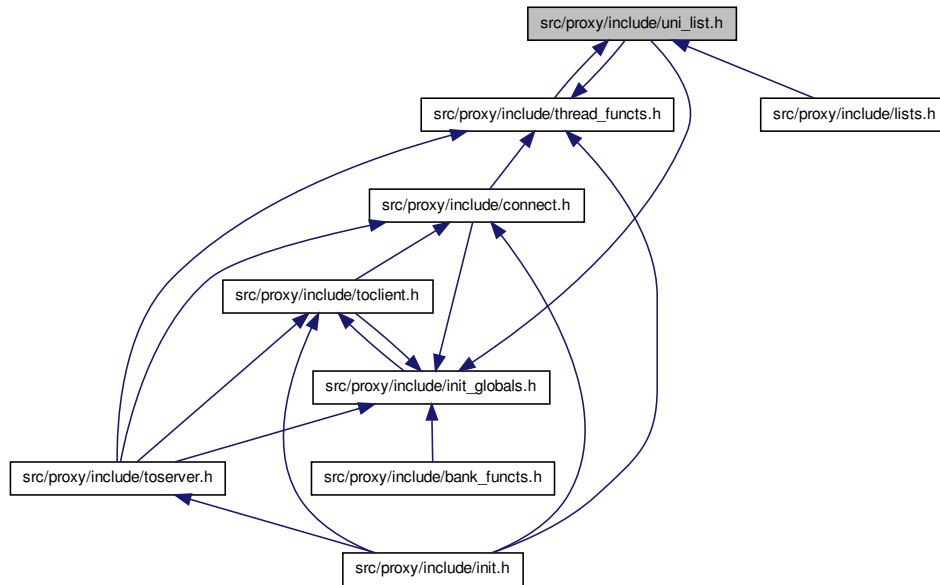 src/proxy/include/uni_list.h
src/proxy/include/thread_functs.h
src/proxy/include/lists.h
src/proxy/include/connect.h
src/proxy/include/toclient.h
src/proxy/include/init_globals.h
src/proxy/include/toserver.h
src/proxy/include/bank_functs.h
src/proxy/include/init.h